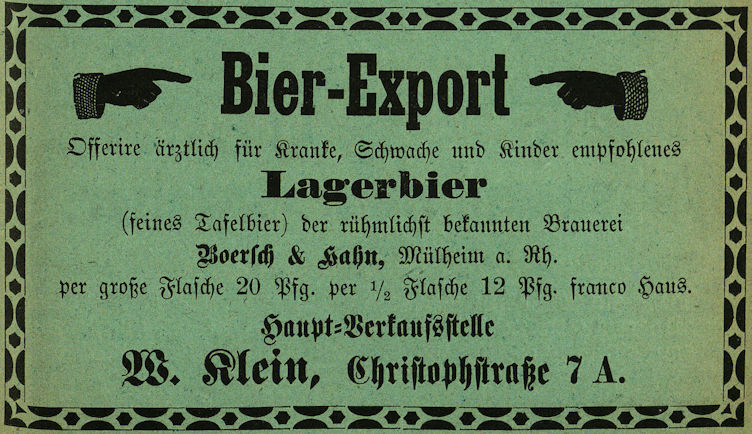 Bier-Export
Offerire ärztlich für Kranke, Schwache und Kinder empfohlenes
Lagerbier
(feines Tafelbier) der rühmlichst bekannten Brauerei
Boersch & Hahn, Mülheim a. Rh.
per große Flasche 20 Pfg. per 1/2 Flasche 12 Pfg. franco Haus.
Haupt-Verkaufsstelle
W. Klein, Christophstraße 7 A.